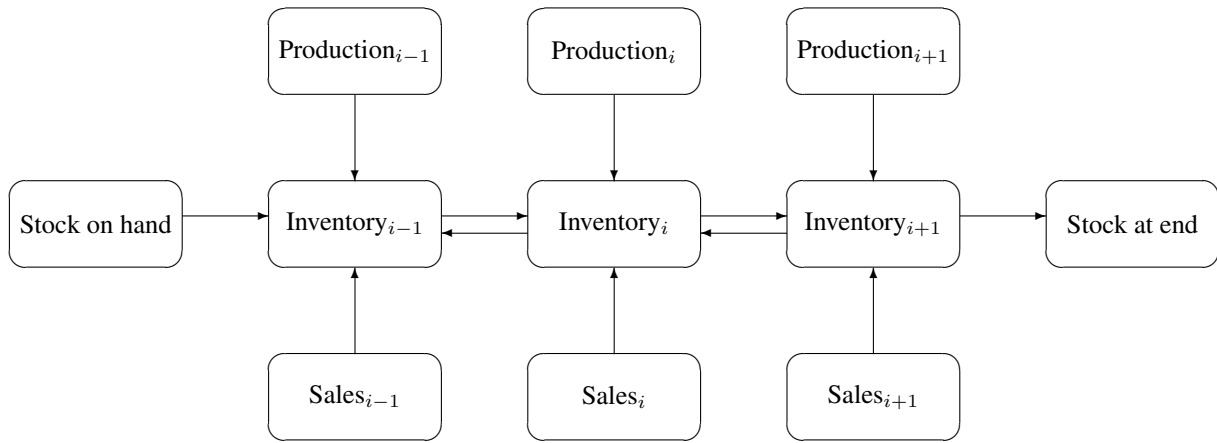 Production_{i−1}
Production_i
Production_{i+1}
Stock on hand
Inventory_{i−1}
Inventory_i
Inventory_{i+1}
Stock at end
Sales_{i−1}
Sales_i
Sales_{i+1}